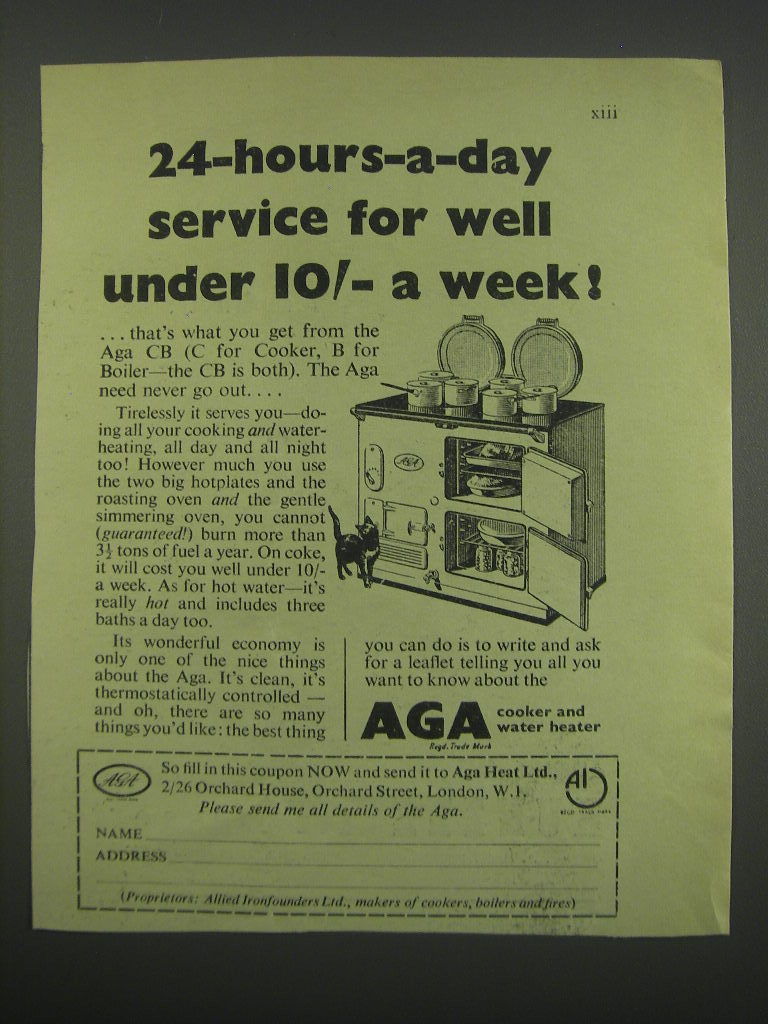 xiii
24-hours-a-day
service for well
under 10/- a week!
...that's what you get from the
Aga CB (C for Cooker, B for
Boiler—the CB is both). The Aga
need never go out....
Tirelessly it serves you—do-
ing all your cooking and water-
heating, all day and all night
too! However much you use
the two big hotplates and the
roasting oven and the gentle
simmering oven, you cannot
(guaranteed!) burn more than
3½ tons of fuel a year. On coke,
it will cost you well under 10/-
a week. As for hot water—it's
really hot and includes three
baths a day too.
Its wonderful economy is
only one of the nice things
about the Aga. It's clean, it's
thermostatically controlled —
and oh, there are so many
things you'd like: the best thing
AGA
you can do is to write and ask
for a leaflet telling you all you
want to know about the
AGA cooker and
water heater
Regd. Trade Mark
AGA
So fill in this coupon NOW and send it to Aga Heat Ltd.,
2/26 Orchard House, Orchard Street, London, W.1.
Please send me all details of the Aga.
AI
REGD TRADE MARK
NAME
ADDRESS
(Proprietors: Allied Ironfounders Ltd., makers of cookers, boilers and fires)